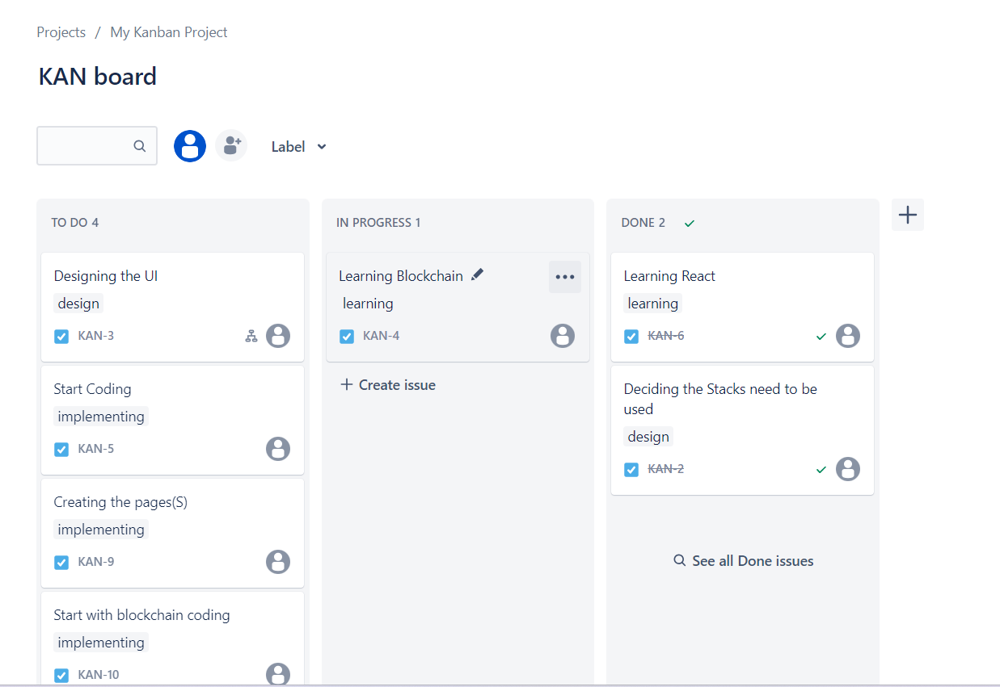 Projects / My Kanban Project
KAN board
Label
TO DO 4
Designing the UI
design
KAN-3
Start Coding
implementing
KAN-5
Creating the pages(S)
implementing
KAN-9
Start with blockchain coding
implementing
KAN-10
IN PROGRESS 1
Learning Blockchain
learning
KAN-4
+ Create issue
DONE 2
Learning React
learning
KAN-6
Deciding the Stacks need to be
used
design
KAN-2
See all Done issues